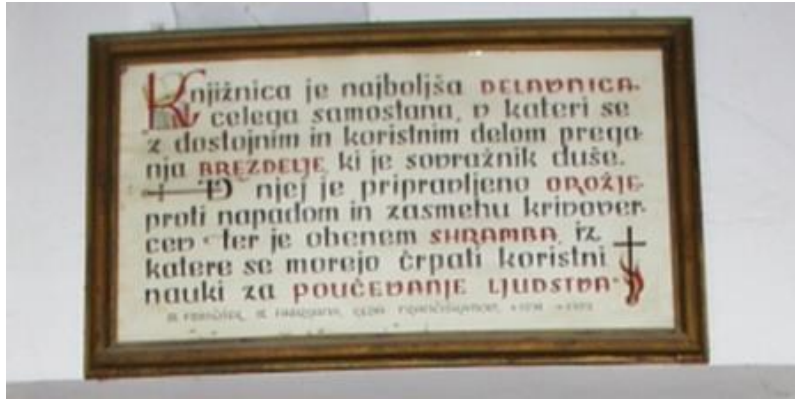 Knjižnica je najboljša DELAVNICA
celega samostana, v kateri se
z dostojnim in koristnim delom prega-
nja BREZDELJE, ki je sovražnik duše.
V njej je pripravljeno OROŽJE
proti napadom in zasmehu krivover-
cev ter je obenem SHRAMBA, iz
katere se morejo črpati koristni
nauki za POUČEVANJE LJUDSTVA